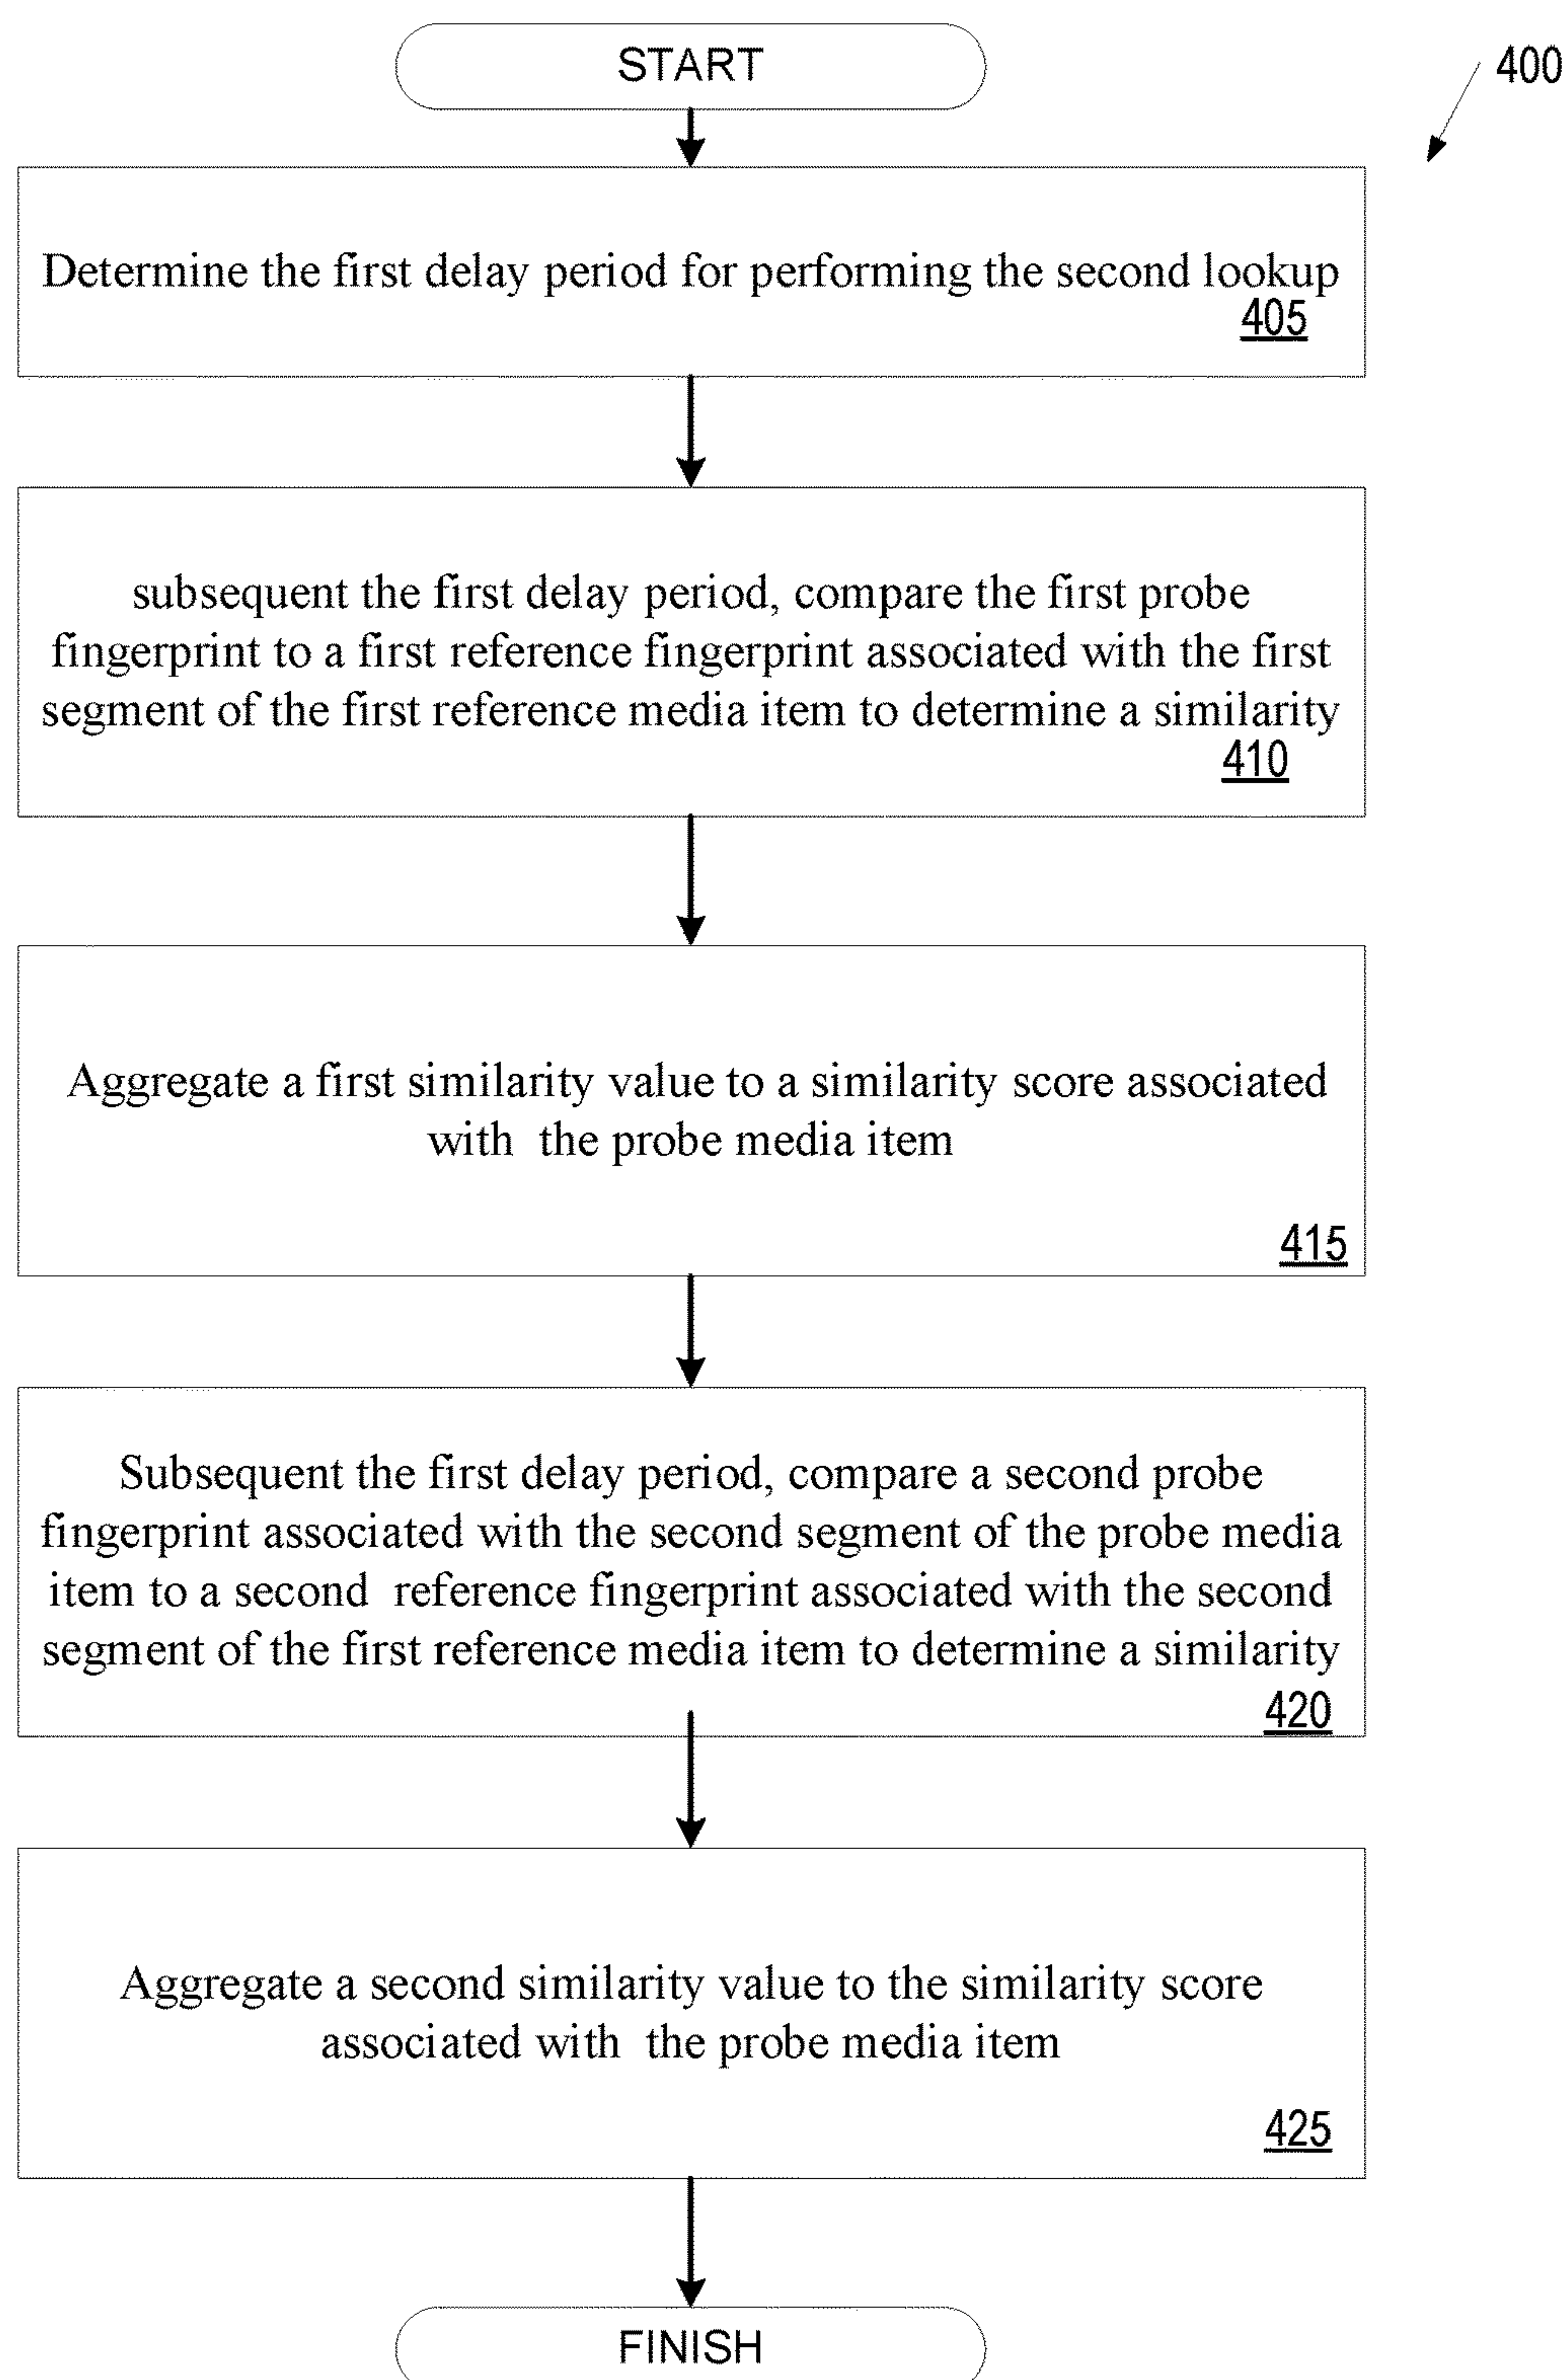 START
400
Determine the first delay period for performing the second lookup
405
subsequent the first delay period, compare the first probe
fingerprint to a first reference fingerprint associated with the first
segment of the first reference media item to determine a similarity
410
Aggregate a first similarity value to a similarity score associated
with the probe media item
415
Subsequent the first delay period, compare a second probe
fingerprint associated with the second segment of the probe media
item to a second reference fingerprint associated with the second
segment of the first reference media item to determine a similarity
420
Aggregate a second similarity value to the similarity score
associated with the probe media item
425
FINISH